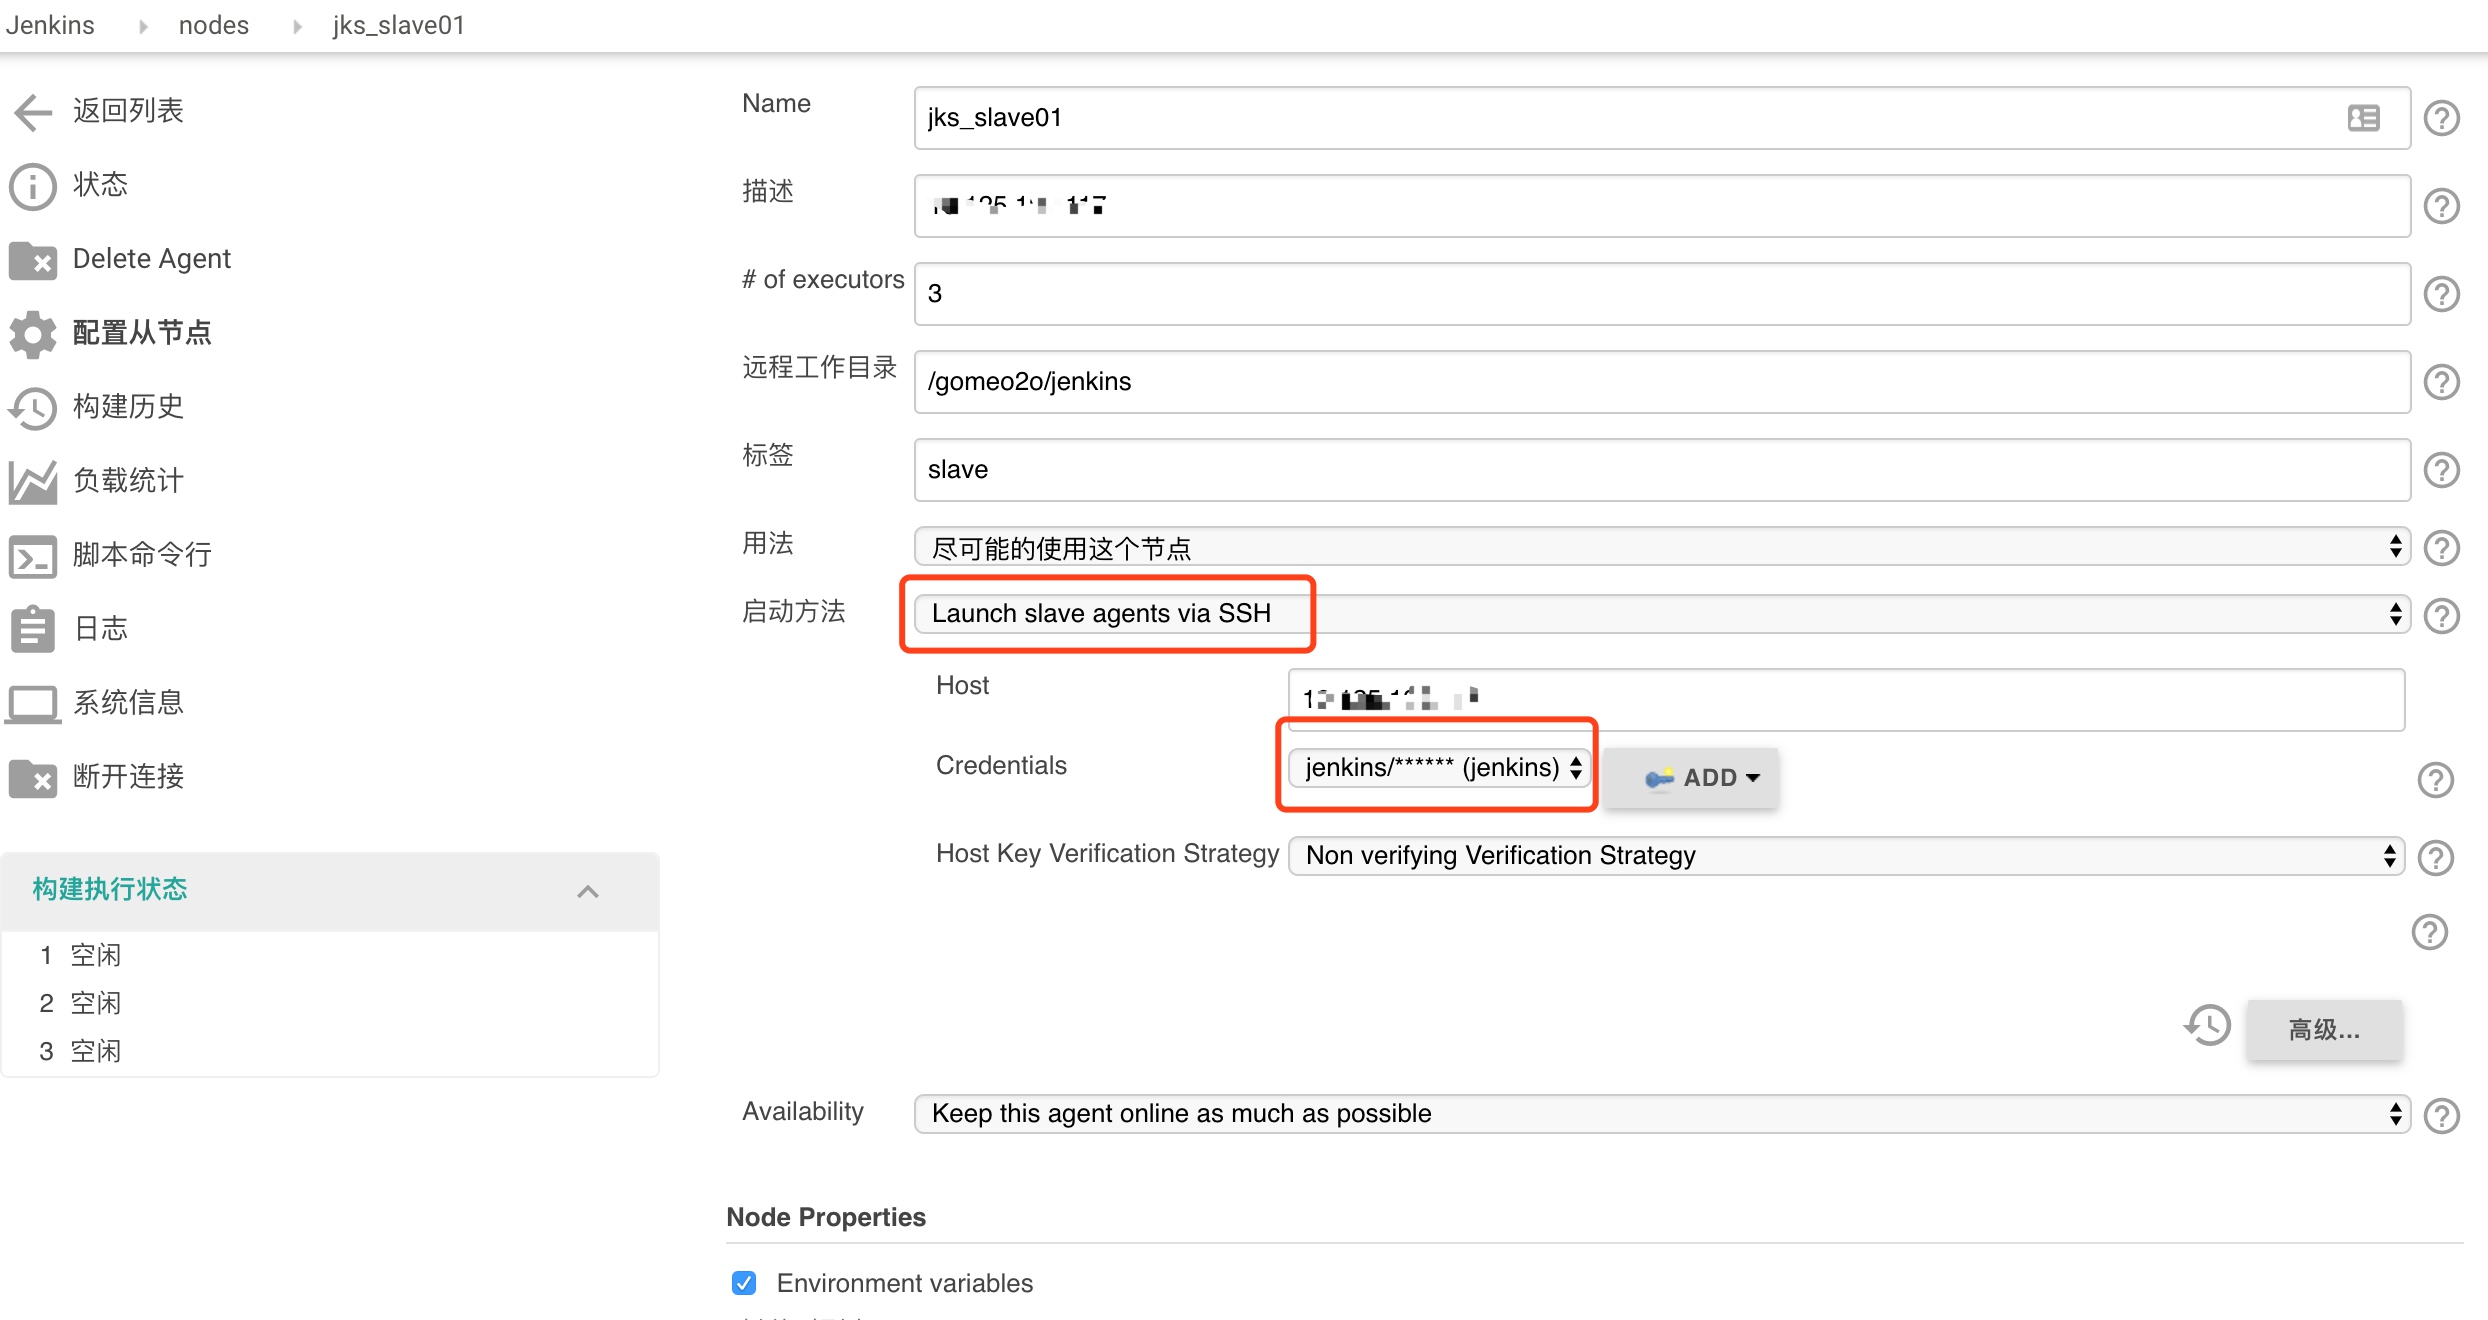 Jenkins nodes jks_slave01
返回列表
状态
Delete Agent
配置从节点
构建历史
负载统计
脚本命令行
日志
系统信息
断开连接
构建执行状态
1 空闲
2 空闲
3 空闲
Name jks_slave01
描述
# of executors 3
远程工作目录 /gomeo2o/jenkins
标签 slave
用法 尽可能的使用这个节点
启动方法 Launch slave agents via SSH
Host
Credentials jenkins/****** (jenkins) ADD
Host Key Verification Strategy Non verifying Verification Strategy
高级...
Availability Keep this agent online as much as possible
Node Properties
Environment variables